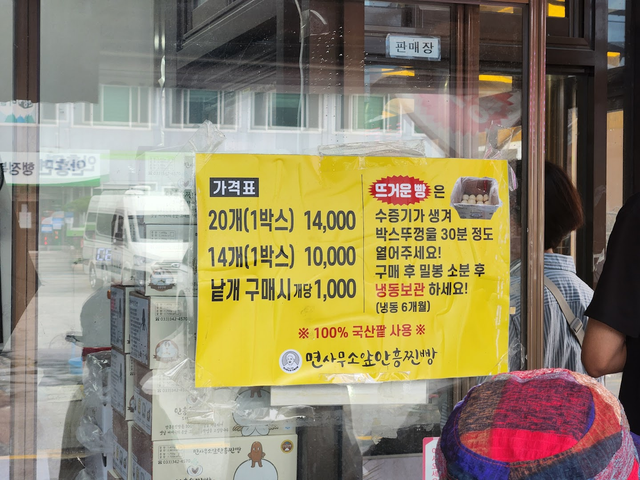 판매장
가격표
20개(1박스) 14,000
14개(1박스) 10,000
낱개 구매시 개당 1,000
뜨거운 빵은
수증기가 생겨
박스뚜껑을 30분 정도
열어주세요!
구매 후 밀봉 소분 후
냉동보관 하세요!
(냉동 6개월)
※ 100% 국산팥 사용 ※
면사무소앞안흥찐빵